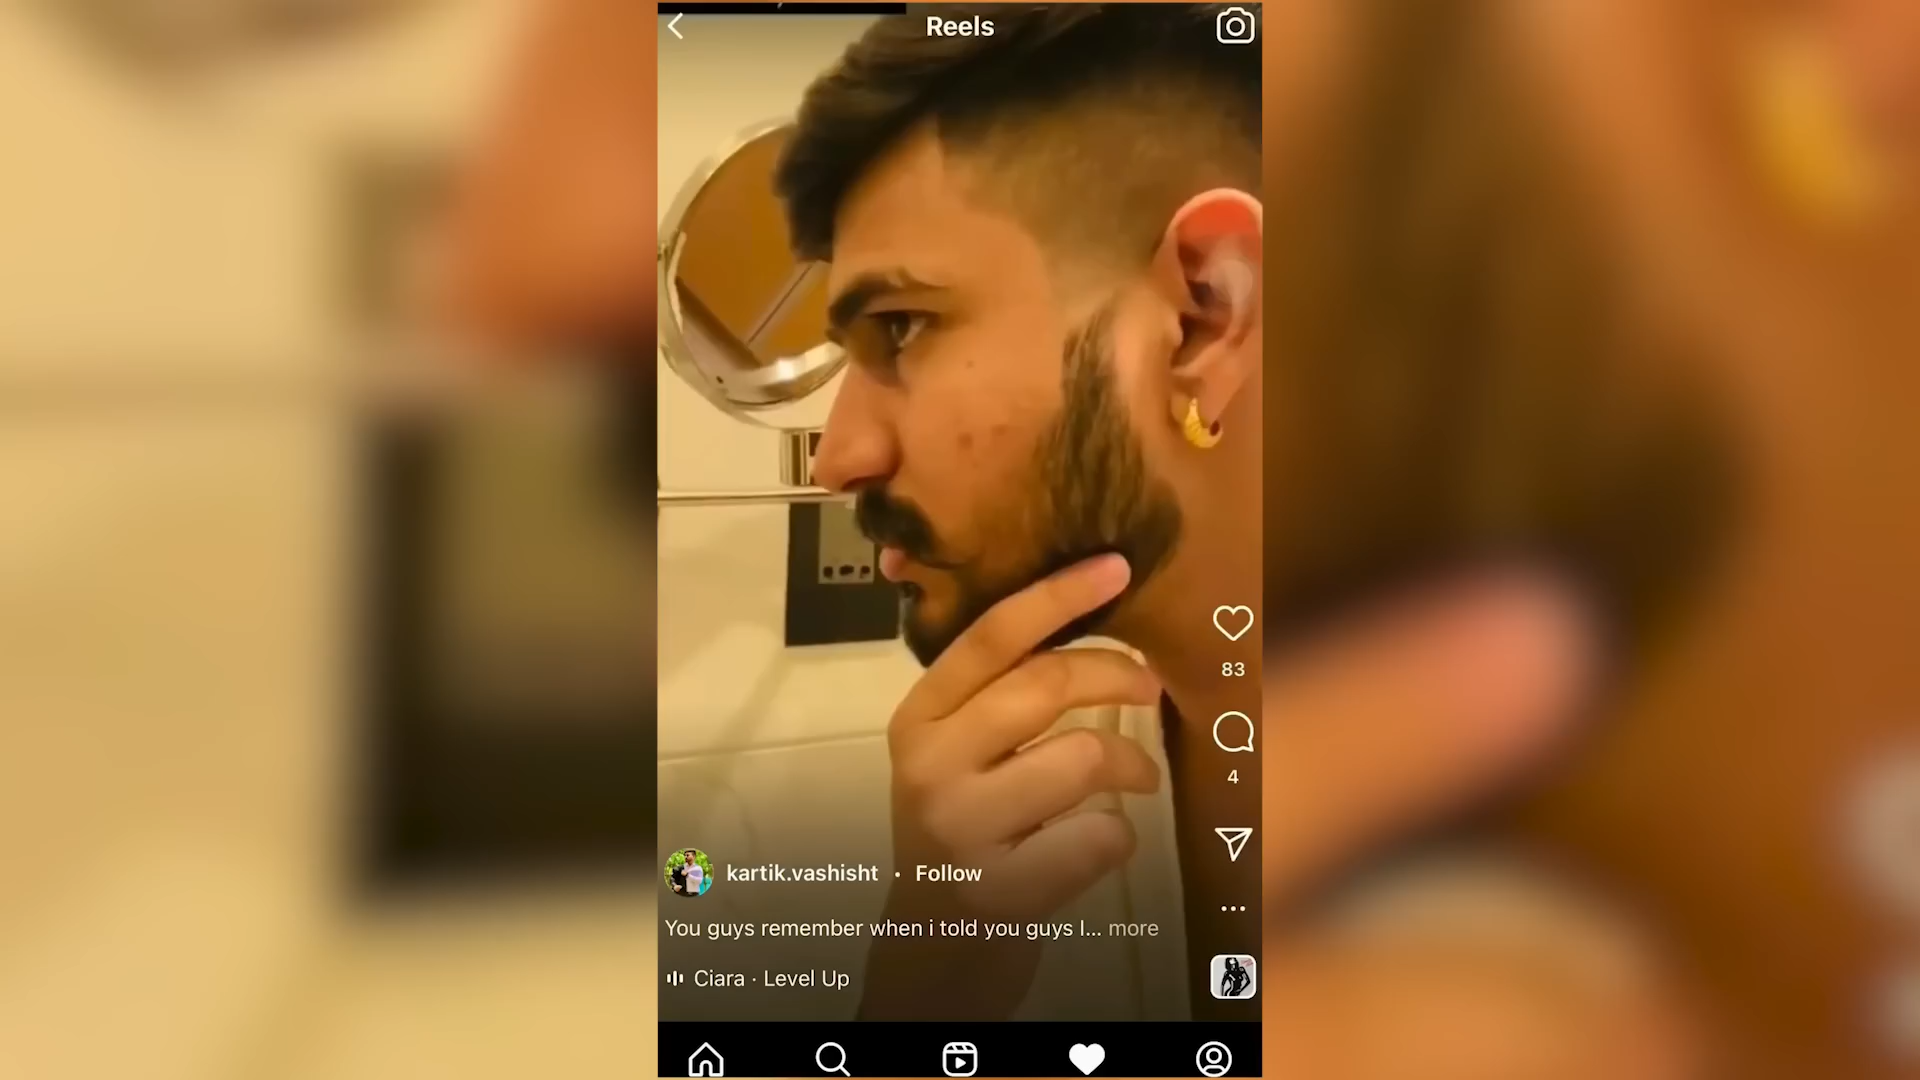 Reels
83
4
kartik.vashisht • Follow
You guys remember when i told you guys I... more
Ciara · Level Up